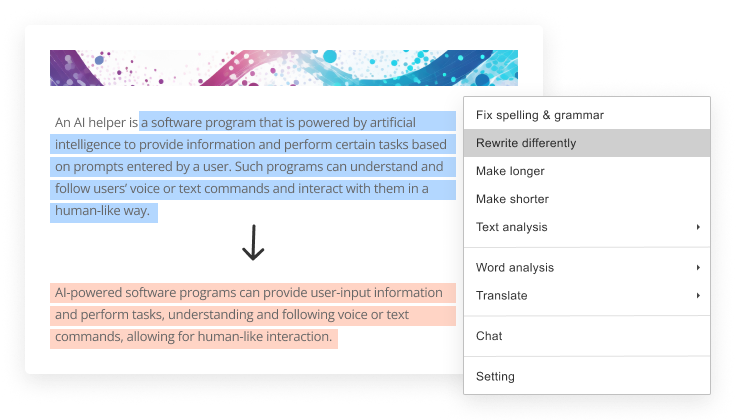 An AI helper is a software program that is powered by artificial
intelligence to provide information and perform certain tasks based
on prompts entered by a user. Such programs can understand and
follow users’ voice or text commands and interact with them in a
human-like way.
AI-powered software programs can provide user-input information
and perform tasks, understanding and following voice or text
commands, allowing for human-like interaction.
Fix spelling & grammar
Rewrite differently
Make longer
Make shorter
Text analysis
Word analysis
Translate
Chat
Setting